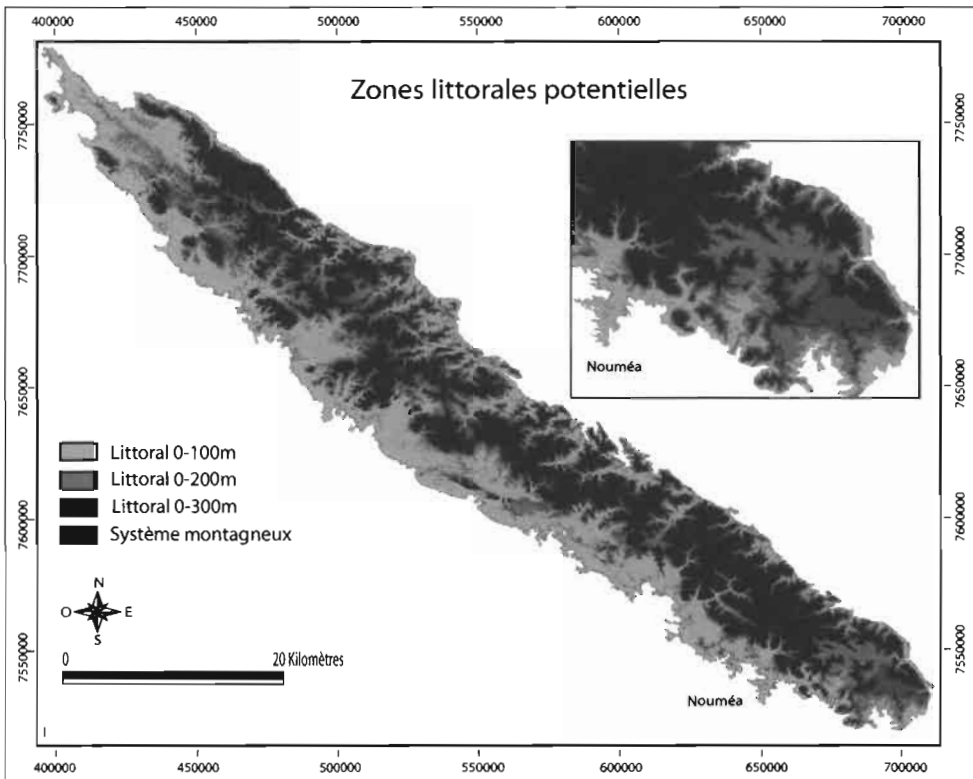 400000 450000 500000 550000 600000 650000 700000
Zones littorales potentielles
7750000
7700000
7650000
7600000
7550000
7750000
7700000
7650000
7600000
7550000
Nouméa
Littoral 0-100m
Littoral 0-200m
Littoral 0-300m
Système montagneux
N
O E
S
0 20 Kilomètres
Nouméa
400000 450000 500000 550000 600000 650000 700000